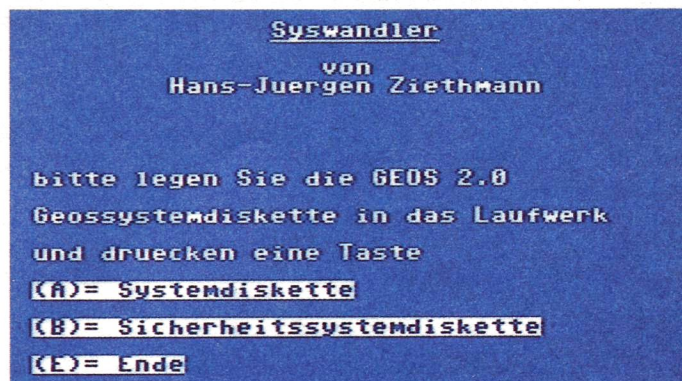 Syswandler
von
Hans-Juergen Ziethmann
bitte legen Sie die GEOS 2.0
Geossystemdiskette in das Laufwerk
und druecken eine Taste
(A)= Systemdiskette
(B)= Sicherheitssystemdiskette
(E)= Ende